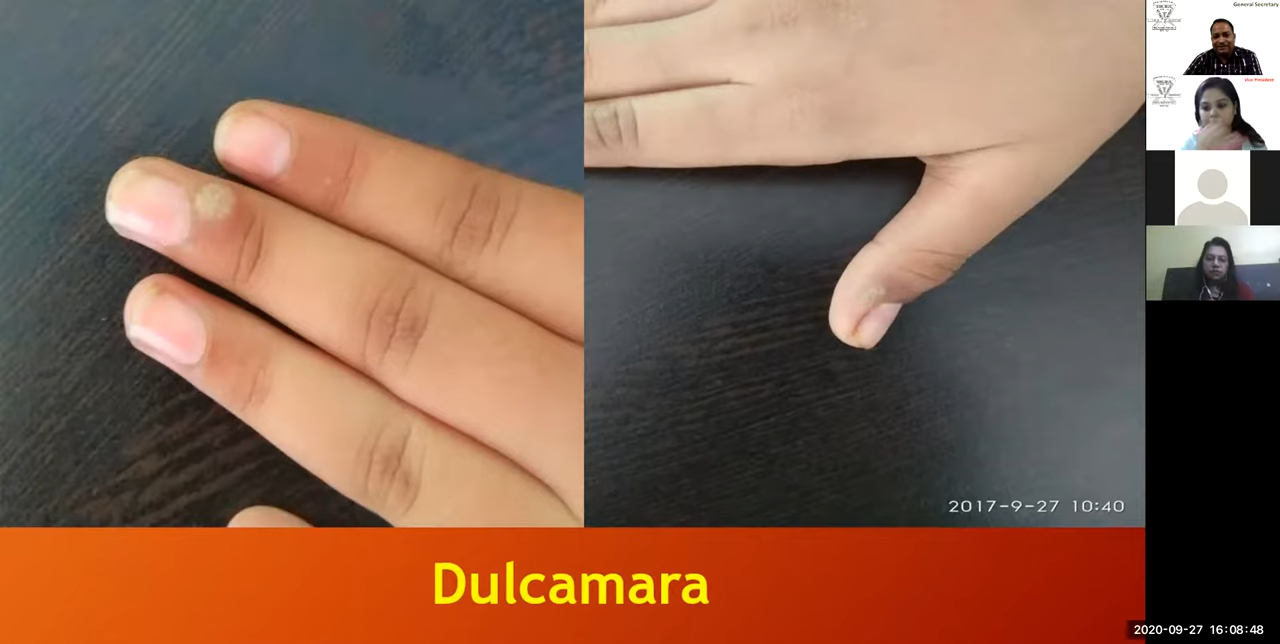 General Secretary
Vice President
2017-9-27 10:40
Dulcamara
2020-09-27 16:08:48